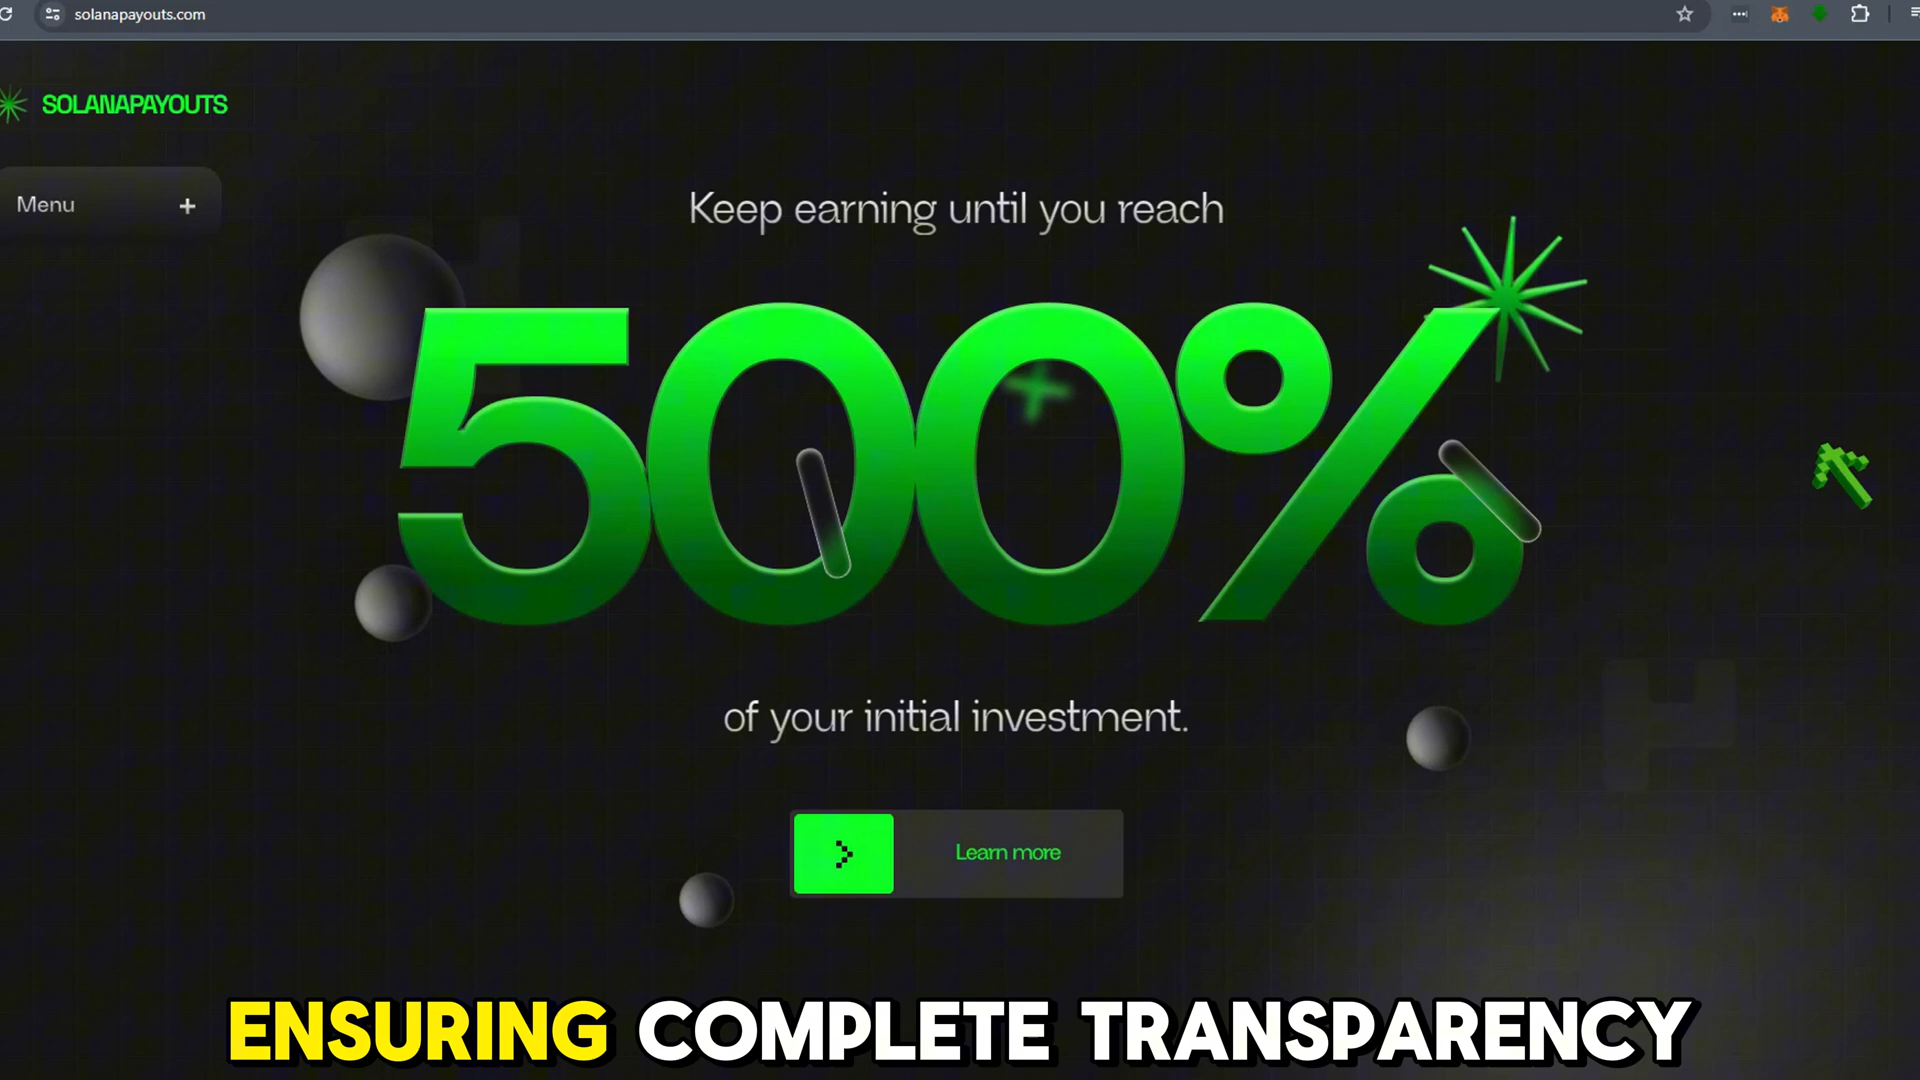 solanapayouts.com
SOLANAPAYOUTS
Menu +
Keep earning until you reach
500%
of your initial investment.
Learn more
ENSURING COMPLETE TRANSPARENCY